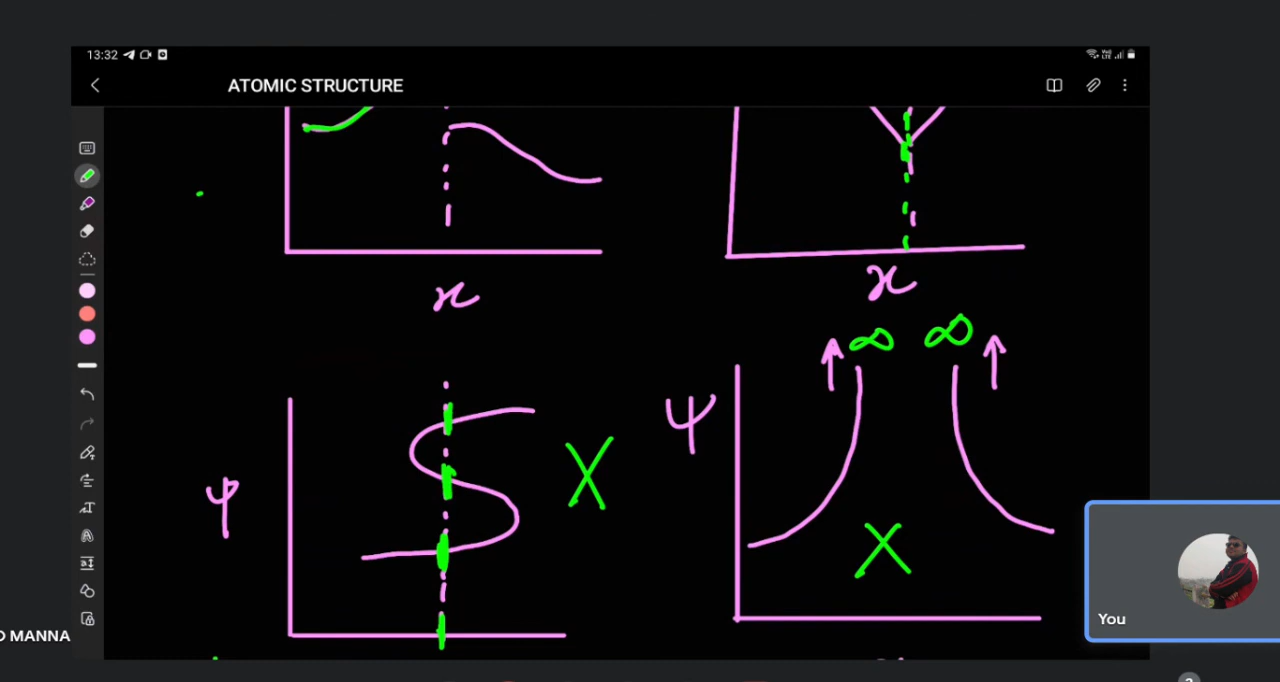 13:32
ATOMIC STRUCTURE
x
x
∞ ∞
ψ
X
ψ
X
You
MANNA